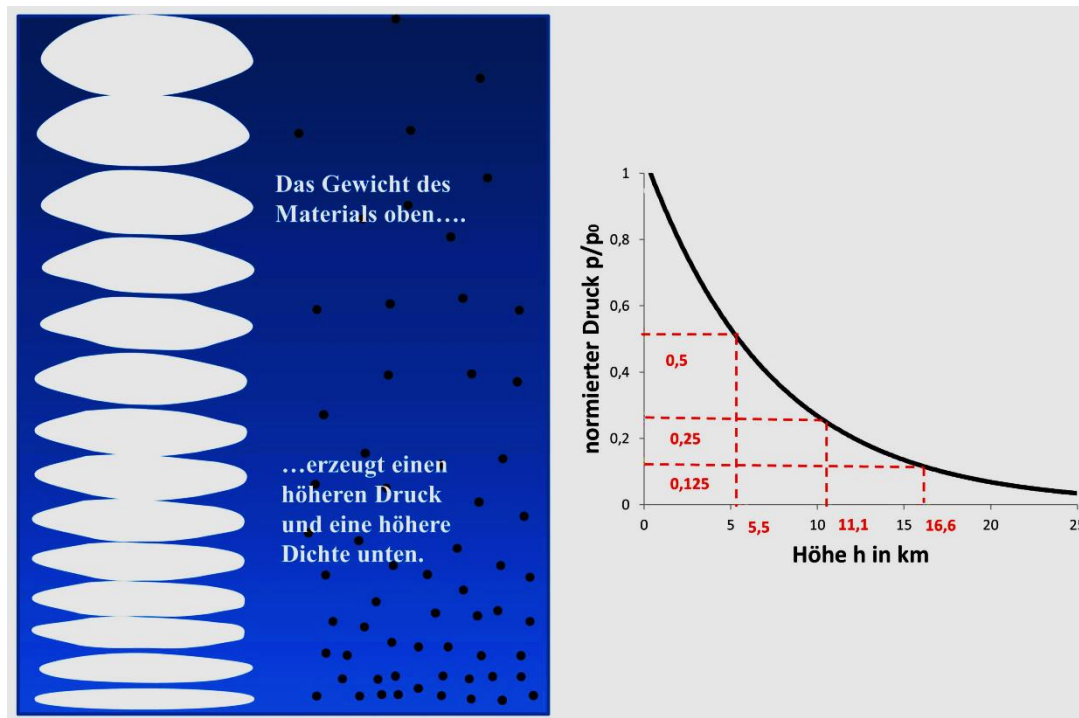 Das Gewicht des
Materials oben….
…erzeugt einen
höheren Druck
und eine höhere
Dichte unten.
normierter Druck p/p₀
1
0,8
0,6
0,4
0,2
0
0,5
0,25
0,125
0 5 10 15 20 25
5,5 11,1 16,6
Höhe h in km